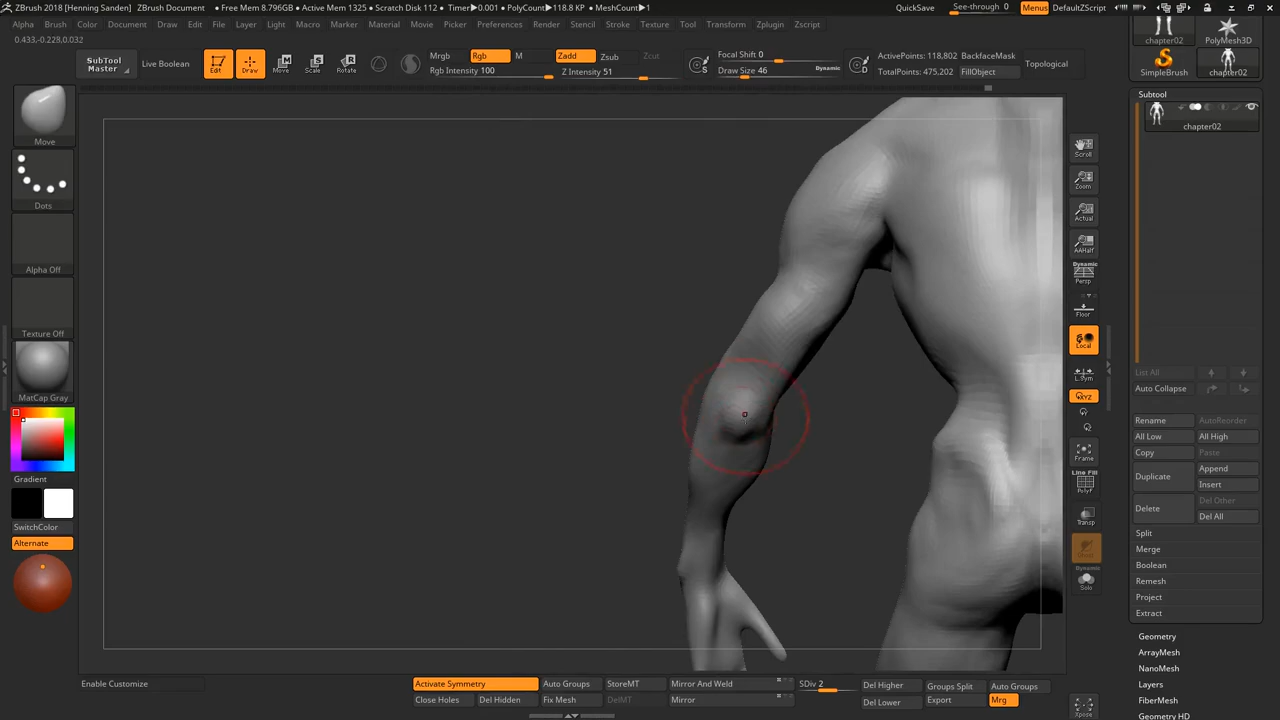 ZBrush 2018 [Henning Sanden] • Free Mem 8.796GB • Active Mem 1325 • Scratch Disk 112 • Timer▶0.001 • PolyCount▶118.8 KP • MeshCount▶1 QuickSave See-through 0 Menus DefaultZScript
Alpha Brush Color Document Draw Edit File Layer Light Macro Marker Material Movie Picker Preferences Render Stencil Stroke Texture Tool Transform Zplugin Zscript
0.433,-0.228,0.032
SubTool
Master
Live Boolean
Edit
Draw
Move
Scale
Rotate
Mrgb Rgb M
Rgb Intensity 100
Zadd Zsub Zcut
Z Intensity 51
S
Focal Shift 0
Draw Size 46 Dynamic
D
ActivePoints: 118,802 BackfaceMask
TotalPoints: 475,202 FillObject
Topological
chapter02 PolyMesh3D
SimpleBrush chapter02
Move
Dots
Alpha Off
Texture Off
MatCap Gray
Gradient
SwitchColor
Alternate
Scroll
Zoom
Actual
AAHalf
Dynamic
Persp
Floor
Local
L.Sym
XYZ
Frame
Line Fill
PolyF
Transp
Ghost
Dynamic
Solo
Xpose
Subtool
chapter02
List All
Auto Collapse
Rename AutoReorder
All Low All High
Copy Paste
Duplicate Append
Insert
Delete Del Other
Del All
Split
Merge
Boolean
Remesh
Project
Extract
Geometry
ArrayMesh
NanoMesh
Layers
FiberMesh
Geometry HD
Enable Customize
Activate Symmetry Auto Groups StoreMT Mirror And Weld SDiv 2 Del Higher Groups Split Auto Groups
Close Holes Del Hidden Fix Mesh DelMT Mirror Del Lower Export Mrg